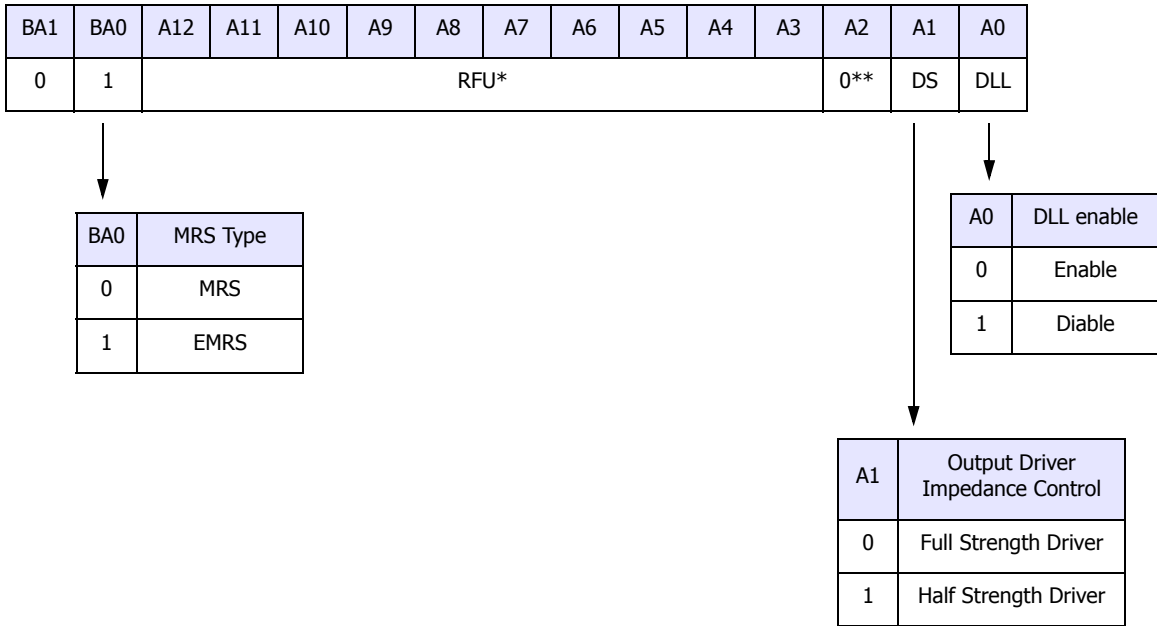 BA1 BA0 A12 A11 A10 A9 A8 A7 A6 A5 A4 A3 A2 A1 A0
0 1 RFU* 0** DS DLL
BA0 MRS Type
0 MRS
1 EMRS
A0 DLL enable
0 Enable
1 Diable
A1 Output Driver
Impedance Control
0 Full Strength Driver
1 Half Strength Driver